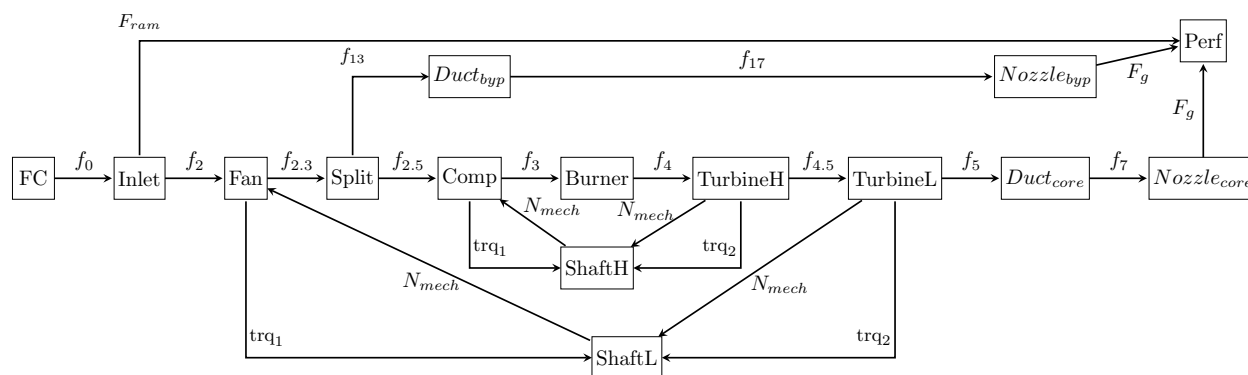 F_ram
Perf
f_13
Duct_byp
f_17
Nozzle_byp
F_g
F_g
FC
f_0
Inlet
f_2
Fan
f_2.3
Split
f_2.5
Comp
f_3
Burner
f_4
TurbineH
f_4.5
TurbineL
f_5
Duct_core
f_7
Nozzle_core
N_mech
N_mech
trq_1
ShaftH
trq_2
N_mech
N_mech
trq_1
ShaftL
trq_2